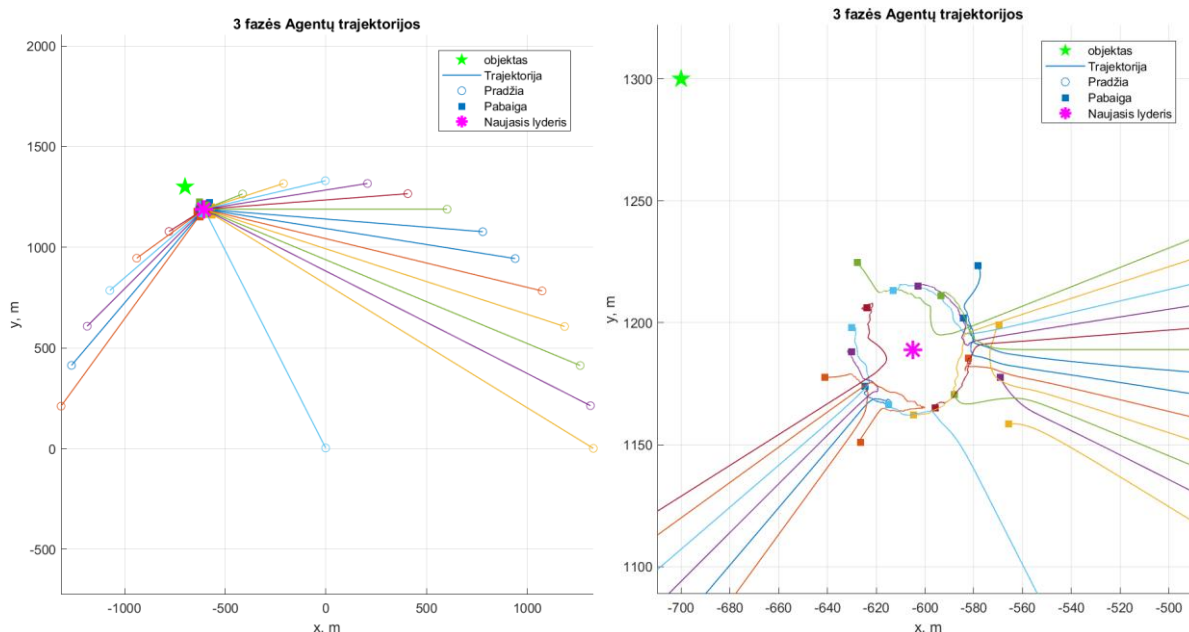 3 fazės Agentų trajektorijos
2000
1500
1000
500
0
-500
y, m
-1000
-500
0
500
1000
x, m
objektas
Trajektorija
Pradžia
Pabaiga
Naujasis lyderis
3 fazės Agentų trajektorijos
1300
1250
1200
1150
1100
y, m
-700
-680
-660
-640
-620
-600
-580
-560
-540
-520
-500
x, m
objektas
Trajektorija
Pradžia
Pabaiga
Naujasis lyderis